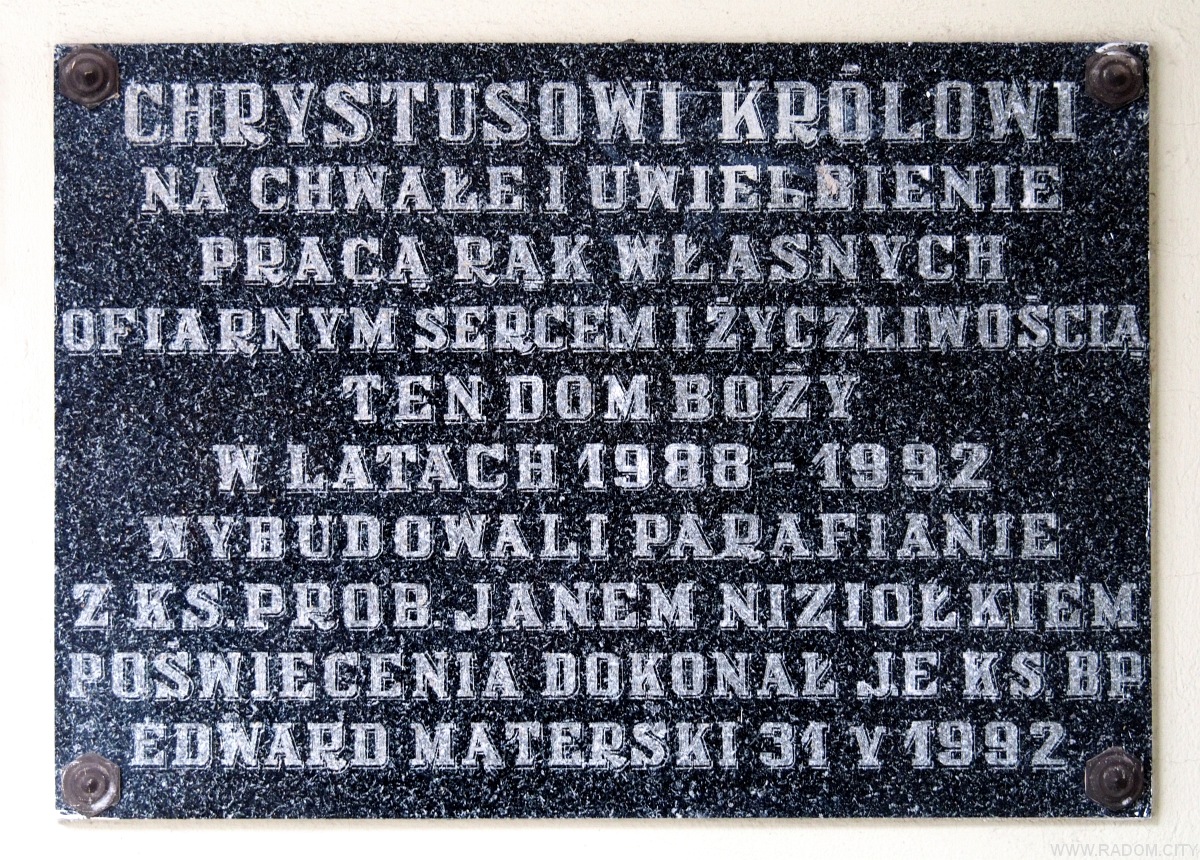 CHRYSTUSOWI KRÓLOWI
NA CHWAŁĘ I UWIELBIENIE
PRACĄ RĄK WŁASNYCH
OFIARNYM SERCEM I ŻYCZLIWOŚCIĄ
TEN DOM BOŻY
W LATACH 1988 - 1992
WYBUDOWALI PARAFIANIE
Z KS. PROB. JANEM NIZIOŁKIEM
POŚWIĘCENIA DOKONAŁ JE KS. BP
EDWARD MATERSKI 31 V 1992
WWW.RADOM.CITY